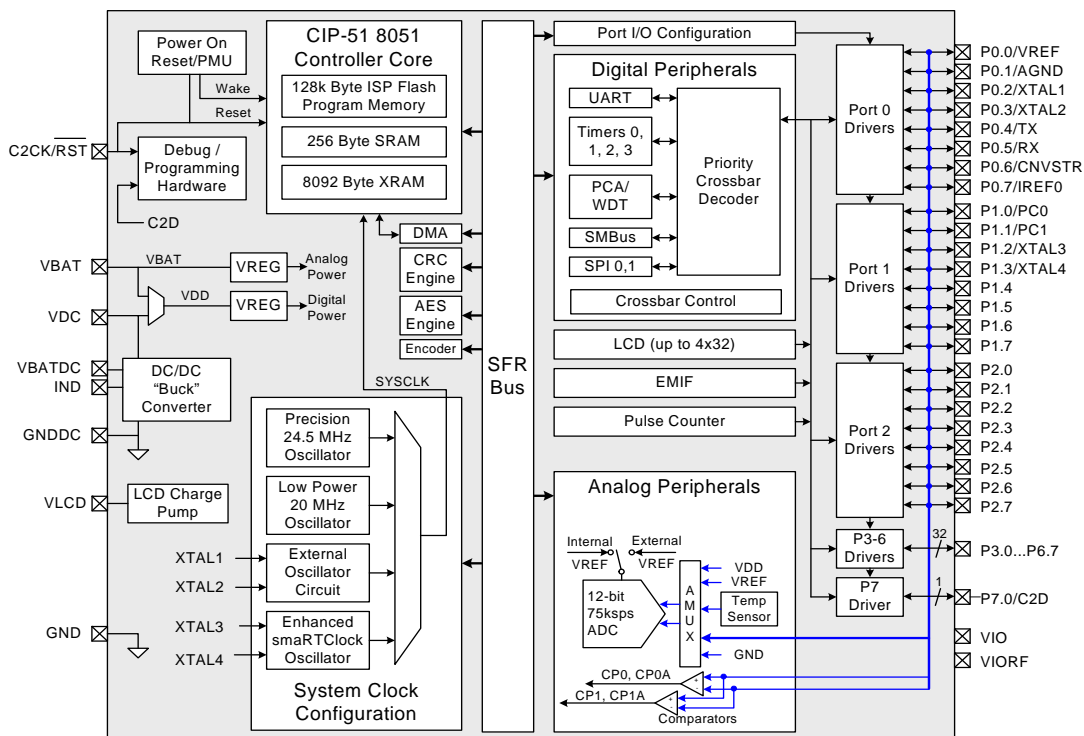 Power On
Reset/PMU
Wake
Reset
C2CK/RST
Debug /
Programming
Hardware
C2D
CIP-51 8051
Controller Core
128k Byte ISP Flash
Program Memory
256 Byte SRAM
8092 Byte XRAM
DMA
CRC
Engine
AES
Engine
Encoder
VBAT
VBAT
VREG
Analog
Power
VDD
VREG
Digital
Power
VDC
VBATDC
IND
DC/DC
“Buck”
Converter
GNDDC
VLCD
LCD Charge
Pump
SYSCLK
Precision
24.5 MHz
Oscillator
Low Power
20 MHz
Oscillator
XTAL1
XTAL2
External
Oscillator
Circuit
XTAL3
XTAL4
Enhanced
smaRTClock
Oscillator
GND
System Clock
Configuration
SFR
Bus
Port I/O Configuration
Digital Peripherals
UART
Timers 0,
1, 2, 3
PCA/
WDT
SMBus
SPI 0,1
Priority
Crossbar
Decoder
Crossbar Control
LCD (up to 4x32)
EMIF
Pulse Counter
Analog Peripherals
Internal
VREF
External
VREF
12-bit
75ksps
ADC
A
M
U
X
VDD
VREF
Temp
Sensor
GND
CP0, CP0A
+
-
CP1, CP1A
+
-
Comparators
Port 0
Drivers
Port 1
Drivers
Port 2
Drivers
P3-6
Drivers
P7
Driver
32
1
P0.0/VREF
P0.1/AGND
P0.2/XTAL1
P0.3/XTAL2
P0.4/TX
P0.5/RX
P0.6/CNVSTR
P0.7/IREF0
P1.0/PC0
P1.1/PC1
P1.2/XTAL3
P1.3/XTAL4
P1.4
P1.5
P1.6
P1.7
P2.0
P2.1
P2.2
P2.3
P2.4
P2.5
P2.6
P2.7
P3.0...P6.7
P7.0/C2D
VIO
VIORF